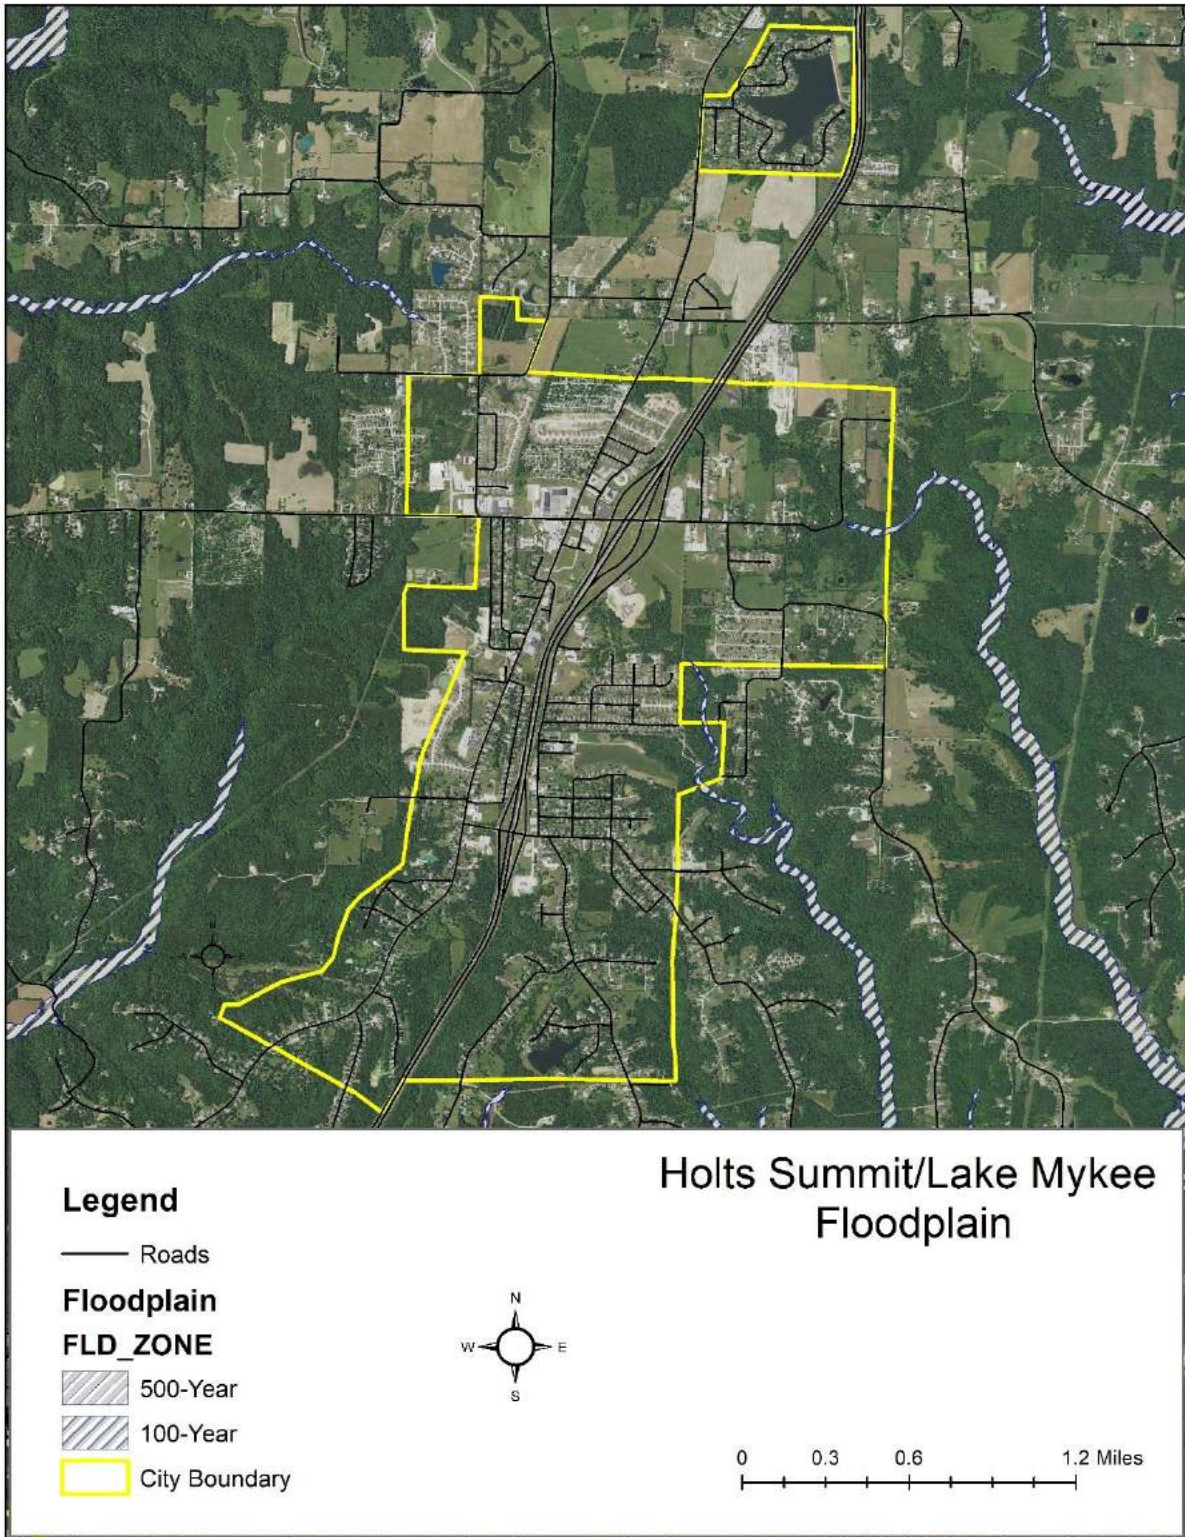 Holts Summit/Lake Mykee
Floodplain
Legend
Roads
Floodplain
FLD_ZONE
500-Year
100-Year
City Boundary
N
W E
S
0 0.3 0.6 1.2 Miles